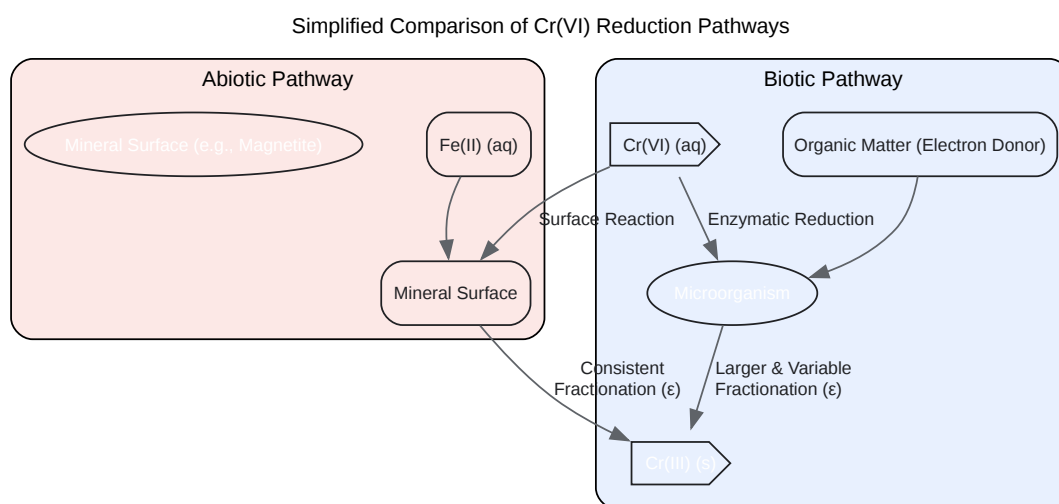 Simplified Comparison of Cr(VI) Reduction Pathways
Abiotic Pathway
Biotic Pathway
Mineral Surface (e.g., Magnetite)
Fe(II) (aq)
Cr(VI) (aq)
Organic Matter (Electron Donor)
Surface Reaction
Enzymatic Reduction
Mineral Surface
Microorganism
Consistent
Fractionation (ε)
Larger & Variable
Fractionation (ε)
Cr(III) (s)